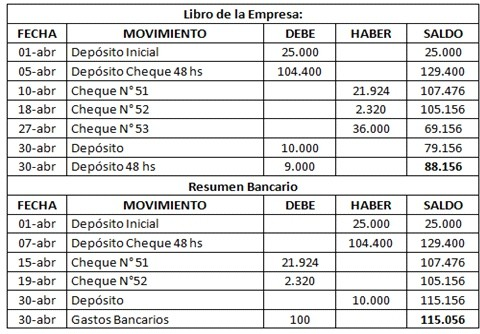 Libro de la Empresa:
FECHA MOVIMIENTO DEBE HABER SALDO
01-abr Depósito Inicial 25.000 25.000
05-abr Depósito Cheque 48 hs 104.400 129.400
10-abr Cheque N° 51 21.924 107.476
18-abr Cheque N° 52 2.320 105.156
27-abr Cheque N° 53 36.000 69.156
30-abr Depósito 10.000 79.156
30-abr Depósito 48 hs 9.000 88.156
Resumen Bancario
FECHA MOVIMIENTO DEBE HABER SALDO
01-abr Depósito Inicial 25.000 25.000
07-abr Depósito Cheque 48 hs 104.400 129.400
15-abr Cheque N° 51 21.924 107.476
19-abr Cheque N°52 2.320 105.156
30-abr Depósito 10.000 115.156
30-abr Gastos Bancarios 100 115.056